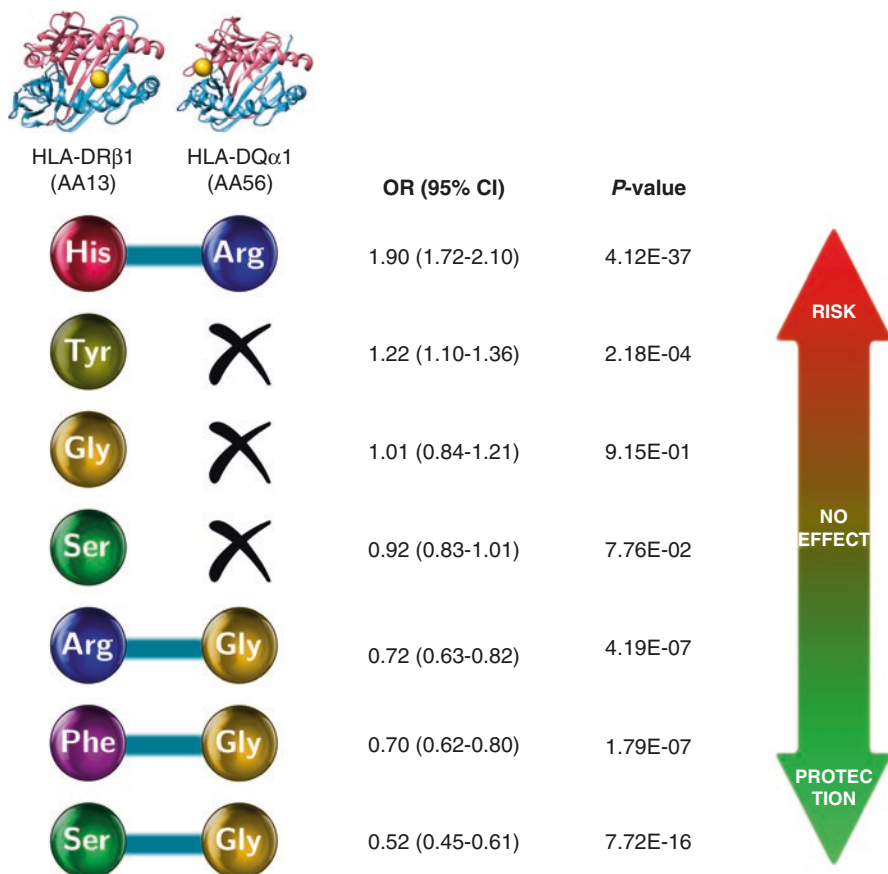 HLA-DRβ1 HLA-DQα1
(AA13) (AA56) OR (95% CI) P-value
His Arg 1.90 (1.72-2.10) 4.12E-37
RISK
Tyr 1.22 (1.10-1.36) 2.18E-04
Gly 1.01 (0.84-1.21) 9.15E-01
NO
EFFECT
Ser 0.92 (0.83-1.01) 7.76E-02
Arg Gly 0.72 (0.63-0.82) 4.19E-07
Phe Gly 0.70 (0.62-0.80) 1.79E-07
PROTEC
TION
Ser Gly 0.52 (0.45-0.61) 7.72E-16